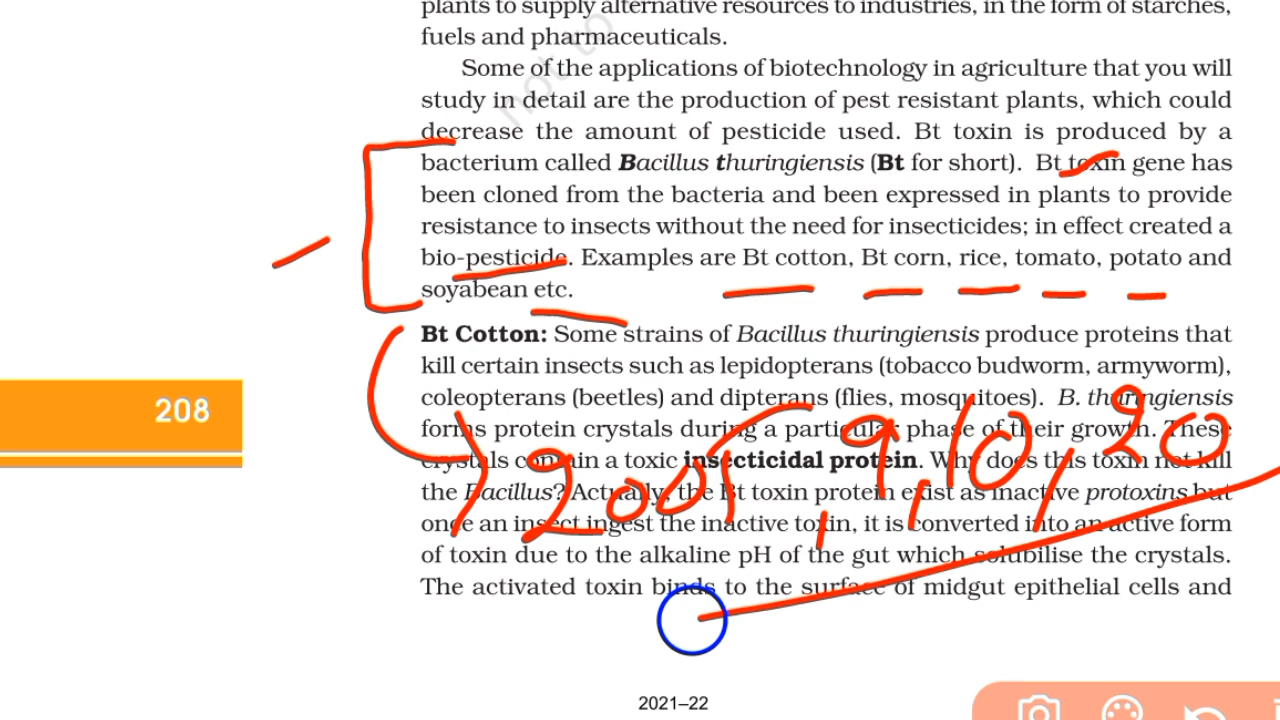 plants to supply alternative resources to industries, in the form of starches,
fuels and pharmaceuticals.
Some of the applications of biotechnology in agriculture that you will
study in detail are the production of pest resistant plants, which could
decrease the amount of pesticide used. Bt toxin is produced by a
bacterium called Bacillus thuringiensis (Bt for short). Bt toxin gene has
been cloned from the bacteria and been expressed in plants to provide
resistance to insects without the need for insecticides; in effect created a
bio-pesticide. Examples are Bt cotton, Bt corn, rice, tomato, potato and
soyabean etc.
Bt Cotton: Some strains of Bacillus thuringiensis produce proteins that
kill certain insects such as lepidopterans (tobacco budworm, armyworm),
coleopterans (beetles) and dipterans (flies, mosquitoes). B. thuringiensis
forms protein crystals during a particular phase of their growth. These
crystals contain a toxic insecticidal protein. Why does this toxin not kill
the Bacillus? Actually, the Bt toxin protein exist as inactive protoxins but
once an insect ingest the inactive toxin, it is converted into an active form
of toxin due to the alkaline pH of the gut which solubilise the crystals.
The activated toxin binds to the surface of midgut epithelial cells and
2005, 9, 10, 20
208
2021–22
not to